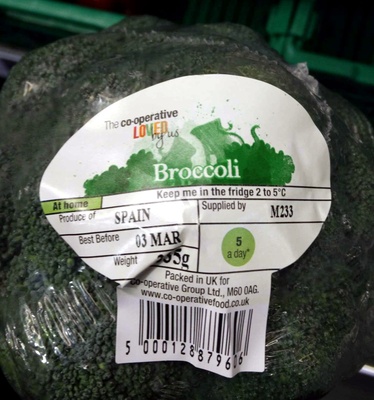 The co-operative
LOVED
by us
Broccoli
Keep me in the fridge 2 to 5°C
At home
Produce of SPAIN
Supplied by M233
Best Before 03 MAR
5
a day*
Weight 35g
Packed in UK for
Co-operative Group Ltd., M60 0AG.
www.co-operativefood.co.uk
5 000128 8796